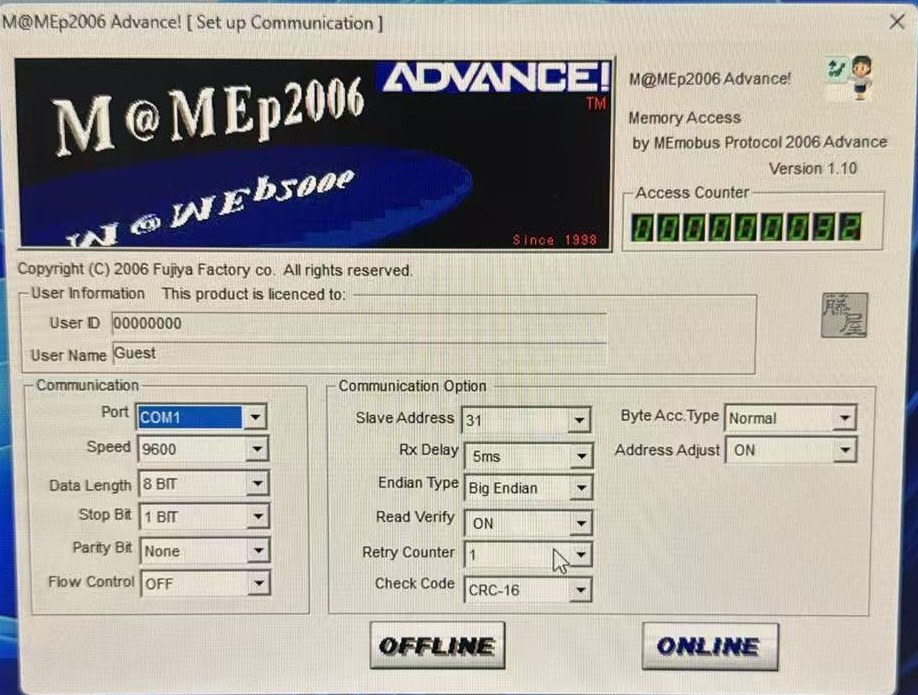 M@MEp2006 Advance! [ Set up Communication ]
M@MEp2006
ADVANCE!
TM
M@MEp2006
Since 1998
M@MEp2006 Advance!
Memory Access
by MEmobus Protocol 2006 Advance
Version 1.10
Access Counter
000000032
Copyright (C) 2006 Fujiya Factory co. All rights reserved.
User Information This product is licenced to:
User ID 00000000
User Name Guest
藤屋
Communication
Port COM1
Speed 9600
Data Length 8 BIT
Stop Bit 1 BIT
Parity Bit None
Flow Control OFF
Communication Option
Slave Address 31
Rx Delay 5ms
Endian Type Big Endian
Read Verify ON
Retry Counter 1
Check Code CRC-16
Byte Acc.Type Normal
Address Adjust ON
OFFLINE
ONLINE